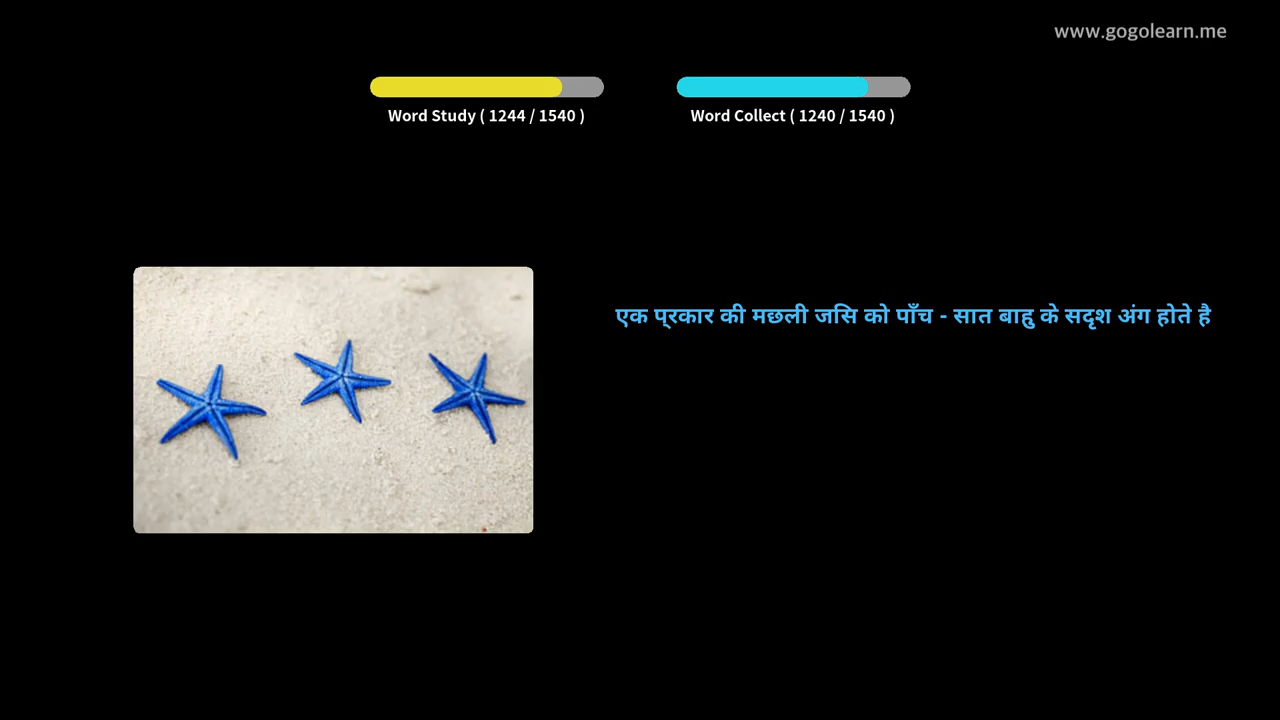 www.gogolearn.me
Word Study ( 1244 / 1540 )
Word Collect ( 1240 / 1540 )
एक प्रकार की मछली जसिि को पाँच - सात बाहु के सदृश अंग होते है